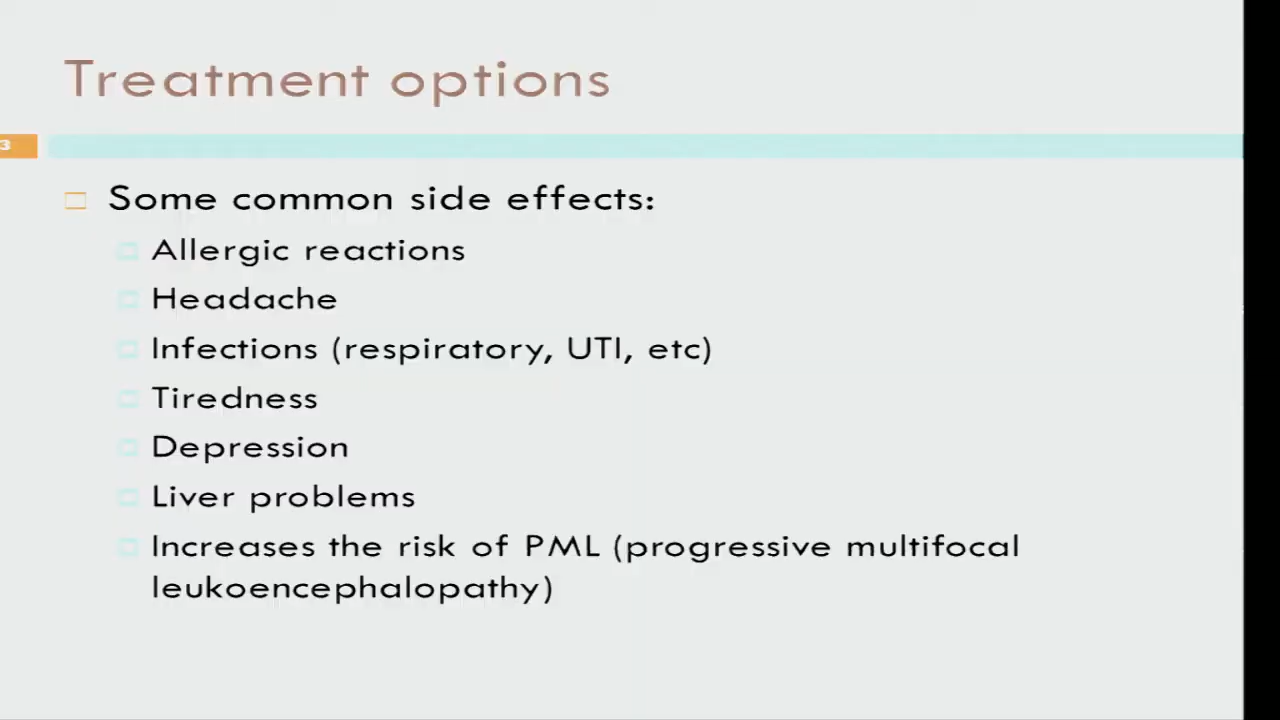 Treatment options
3
Some common side effects:
Allergic reactions
Headache
Infections (respiratory, UTI, etc)
Tiredness
Depression
Liver problems
Increases the risk of PML (progressive multifocal
leukoencephalopathy)